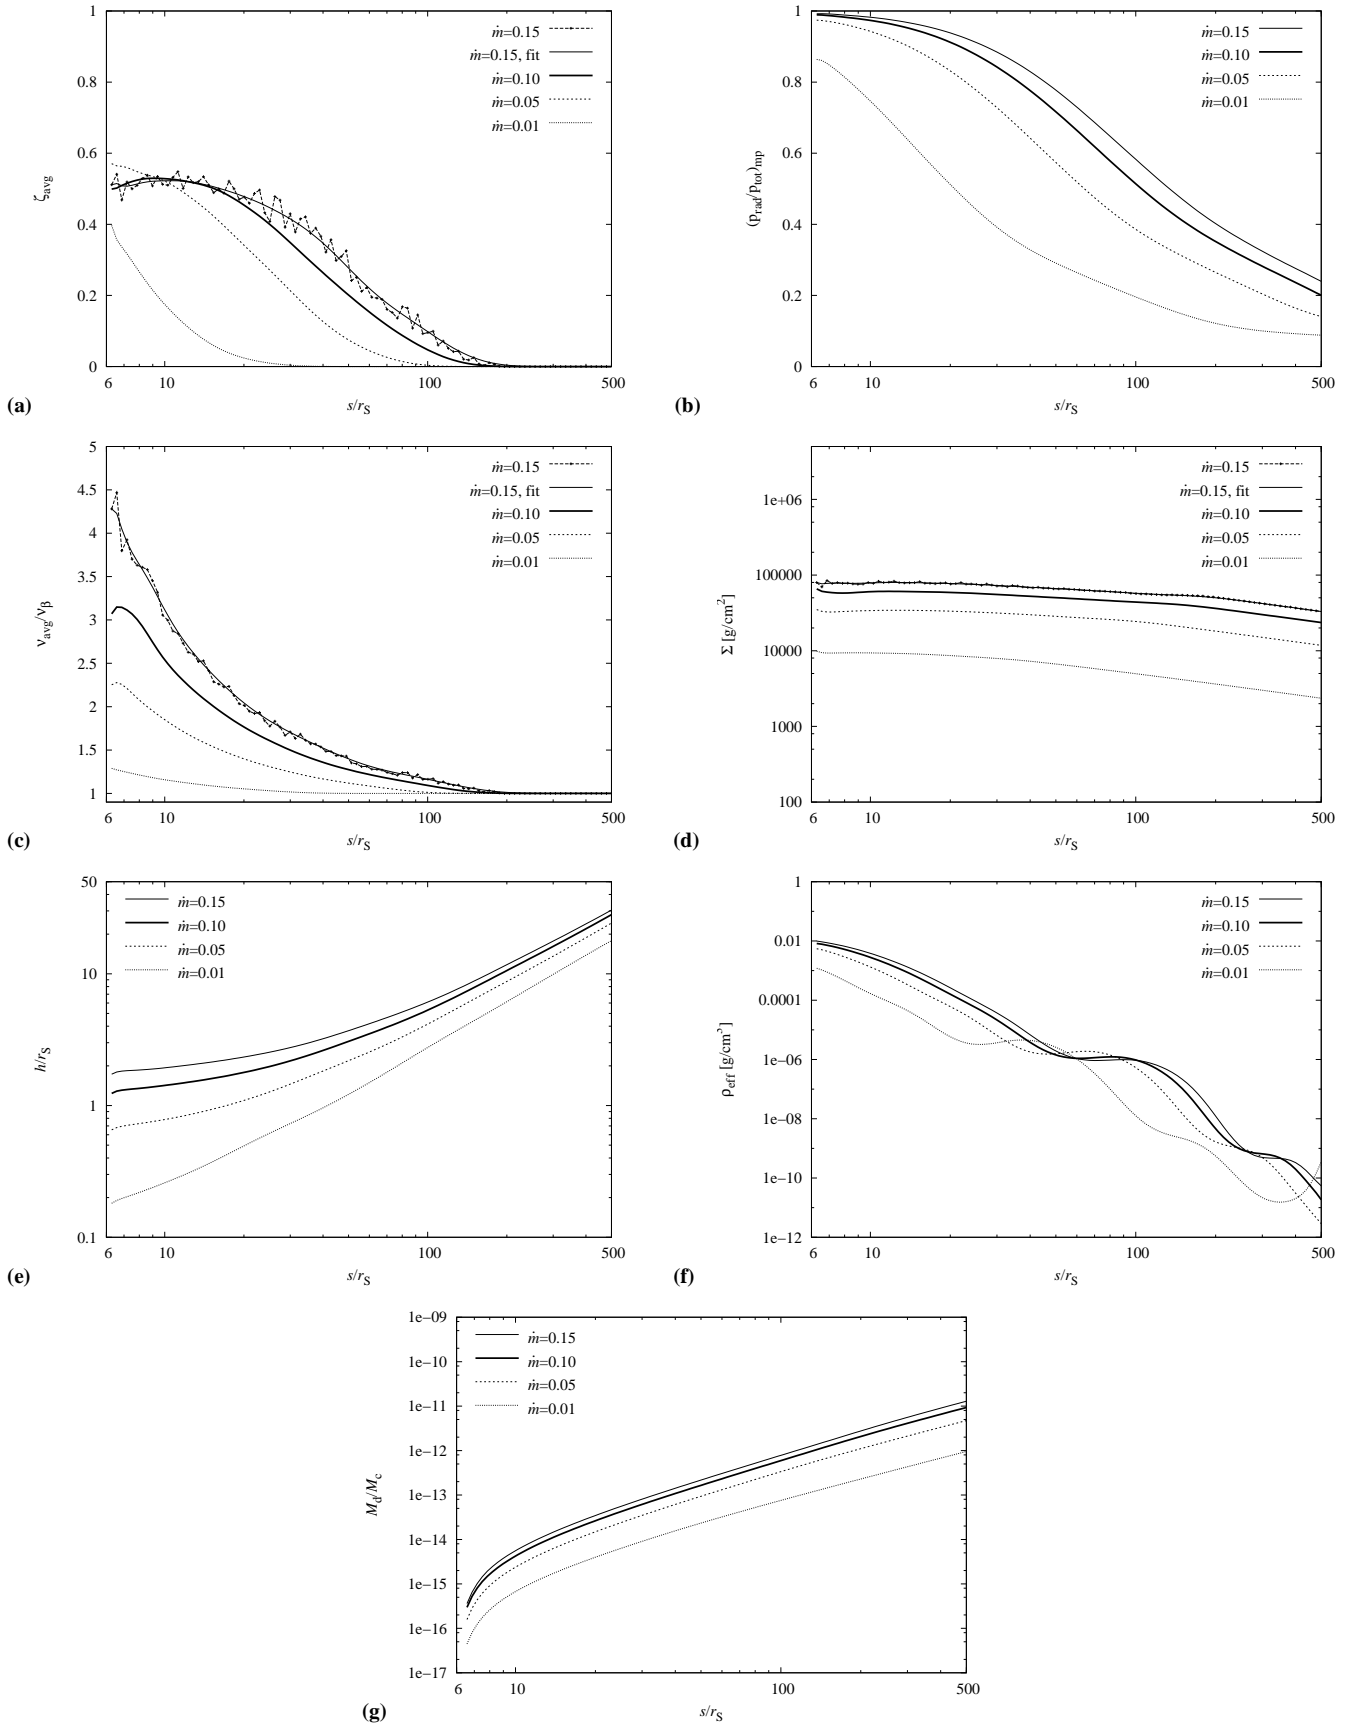 1
0.8
0.6
0.4
0.2
0
6
10
100
500
ζavg
s/rS
ṁ=0.15
ṁ=0.15, fit
ṁ=0.10
ṁ=0.05
ṁ=0.01
(a)
1
0.8
0.6
0.4
0.2
0
6
10
100
500
(prad/ptot)mp
s/rS
ṁ=0.15
ṁ=0.10
ṁ=0.05
ṁ=0.01
(b)
5
4.5
4
3.5
3
2.5
2
1.5
1
6
10
100
500
νavg/νβ
s/rS
ṁ=0.15
ṁ=0.15, fit
ṁ=0.10
ṁ=0.05
ṁ=0.01
(c)
1e+06
100000
10000
1000
100
6
10
100
500
Σ [g/cm²]
s/rS
ṁ=0.15
ṁ=0.15, fit
ṁ=0.10
ṁ=0.05
ṁ=0.01
(d)
50
10
1
0.1
6
10
100
500
h/rS
s/rS
ṁ=0.15
ṁ=0.10
ṁ=0.05
ṁ=0.01
(e)
1
0.01
0.0001
1e−06
1e−08
1e−10
1e−12
6
10
100
500
ρeff [g/cm³]
s/rS
ṁ=0.15
ṁ=0.10
ṁ=0.05
ṁ=0.01
(f)
1e−09
1e−10
1e−11
1e−12
1e−13
1e−14
1e−15
1e−16
1e−17
6
10
100
500
Md/Mc
s/rS
ṁ=0.15
ṁ=0.10
ṁ=0.05
ṁ=0.01
(g)